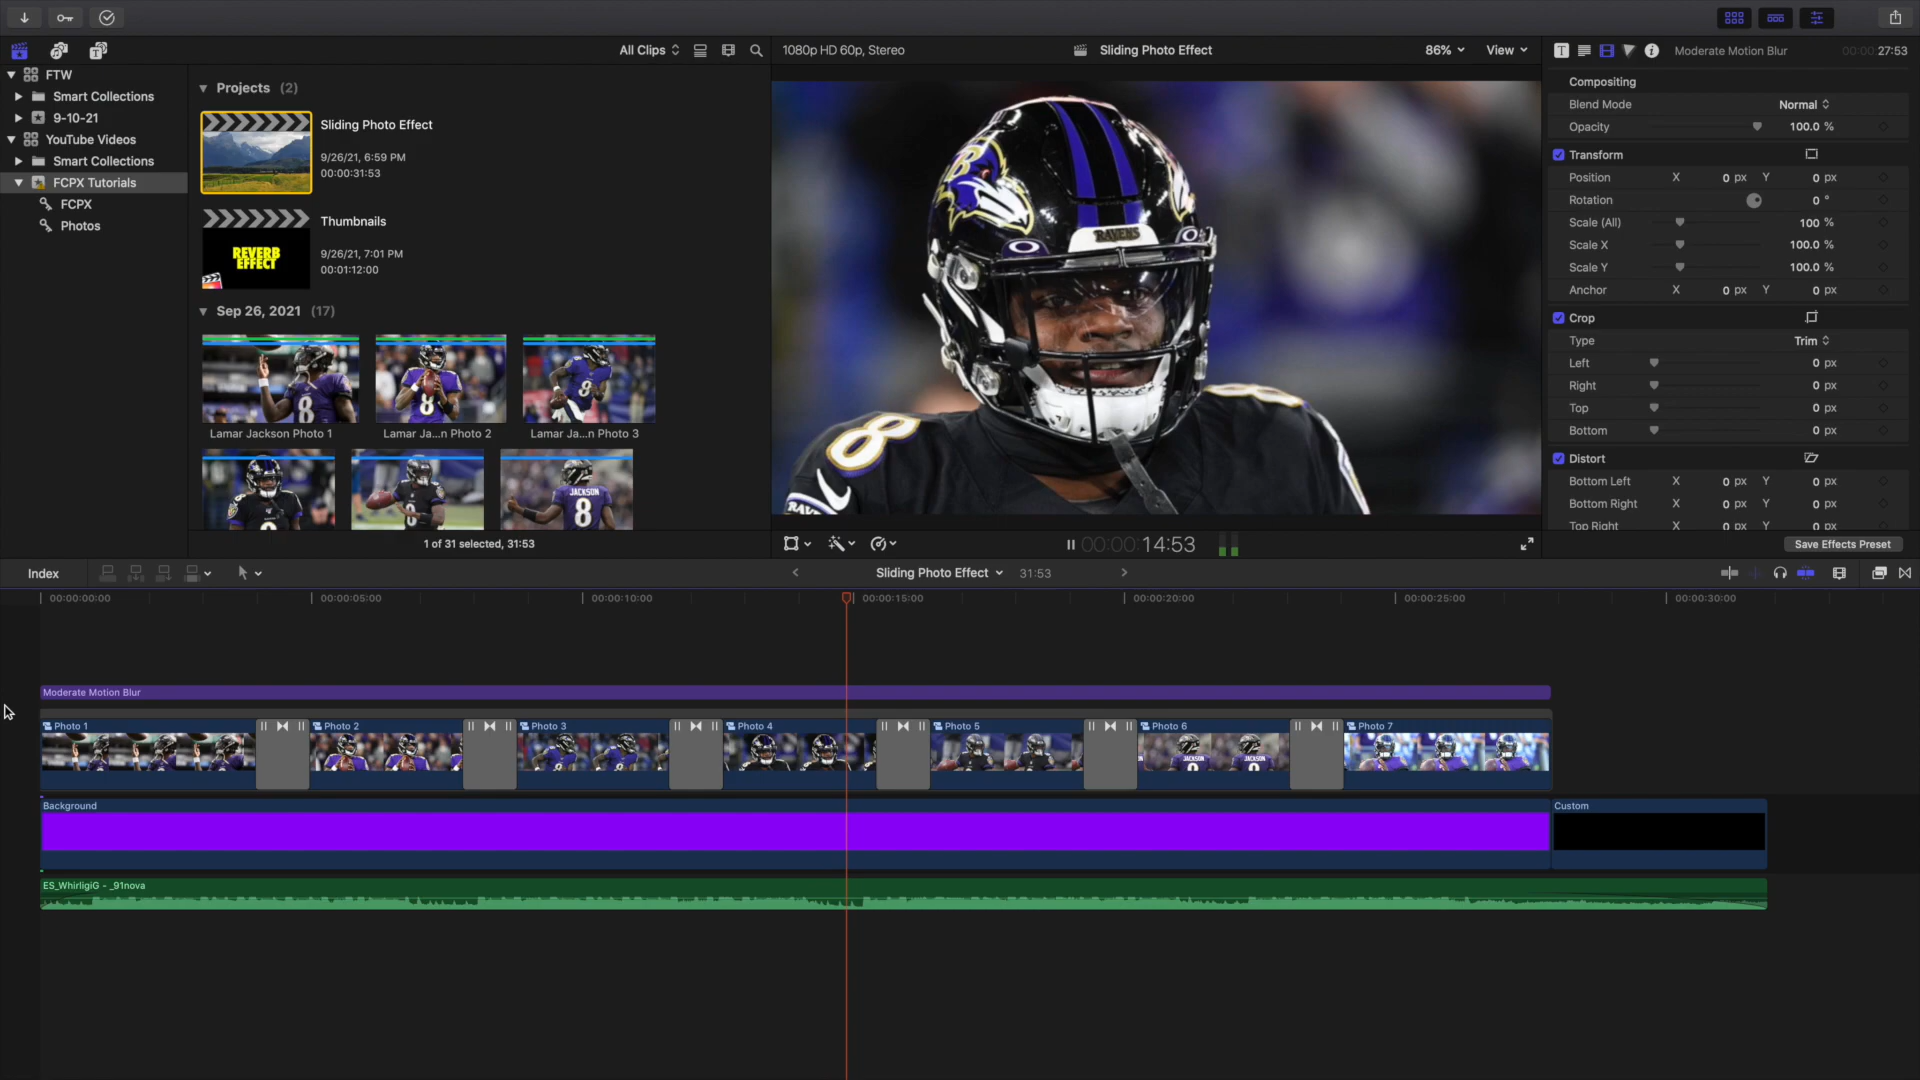 All Clips
1080p HD 60p, Stereo
Sliding Photo Effect
86%
View
Moderate Motion Blur
00:00:27:53
FTW
Smart Collections
9-10-21
YouTube Videos
Smart Collections
FCPX Tutorials
FCPX
Photos
Projects (2)
Sliding Photo Effect
9/26/21, 6:59 PM
00:00:31:53
Thumbnails
REVERB
EFFECT
9/26/21, 7:01 PM
00:01:12:00
Sep 26, 2021 (17)
Lamar Jackson Photo 1
Lamar Ja...n Photo 2
Lamar Ja...n Photo 3
JACKSON
8
1 of 31 selected, 31:53
RAVENS
8
00:00:14:53
Compositing
Blend Mode Normal
Opacity 100.0 %
Transform
Position X 0 px Y 0 px
Rotation 0 °
Scale (All) 100 %
Scale X 100.0 %
Scale Y 100.0 %
Anchor X 0 px Y 0 px
Crop
Type Trim
Left 0 px
Right 0 px
Top 0 px
Bottom 0 px
Distort
Bottom Left X 0 px Y 0 px
Bottom Right X 0 px Y 0 px
Top Right X 0 px Y 0 px
Save Effects Preset
Index
Sliding Photo Effect
31:53
00:00:00:00
00:00:05:00
00:00:10:00
00:00:15:00
00:00:20:00
00:00:25:00
00:00:30:00
Moderate Motion Blur
Photo 1
Photo 2
Photo 3
Photo 4
Photo 5
Photo 6
Photo 7
Background
Custom
ES_WhirligiG - _91nova